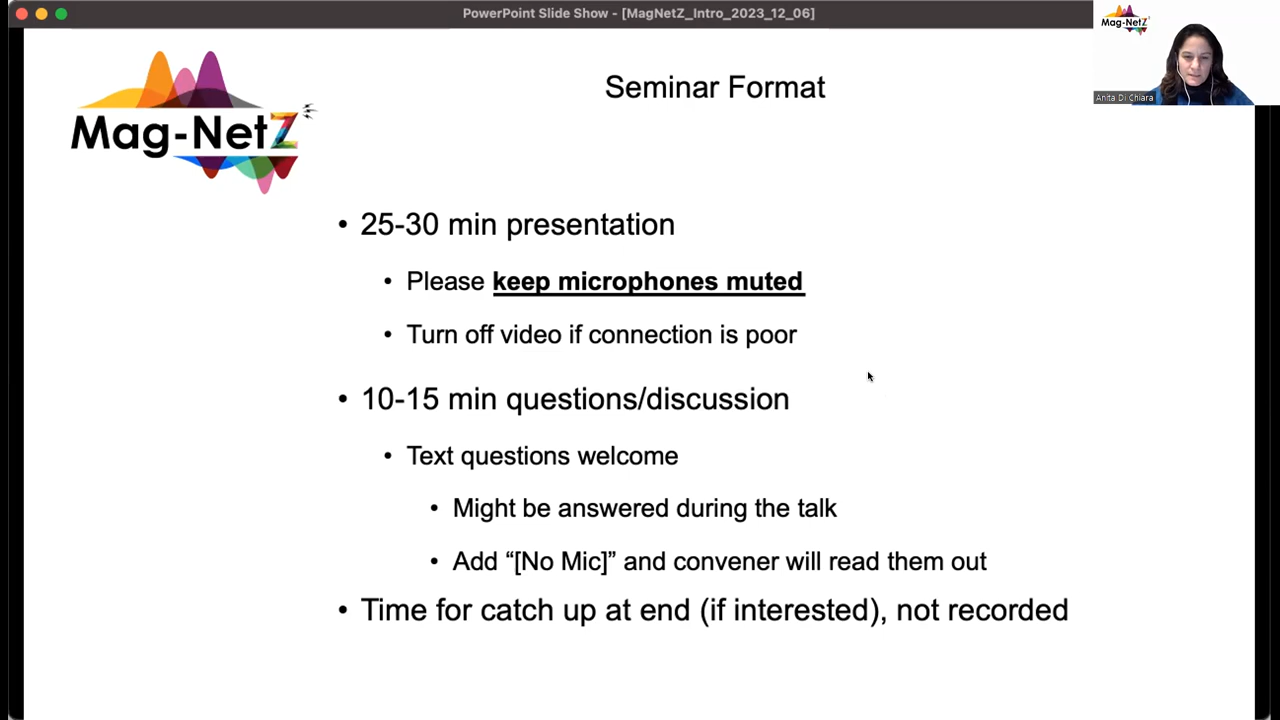 PowerPoint Slide Show - [MagNetZ_Intro_2023_12_06]
Mag-NetZ
Anita Di Chiara
Mag-NetZ
Seminar Format
• 25-30 min presentation
• Please keep microphones muted
• Turn off video if connection is poor
• 10-15 min questions/discussion
• Text questions welcome
• Might be answered during the talk
• Add “[No Mic]” and convener will read them out
• Time for catch up at end (if interested), not recorded